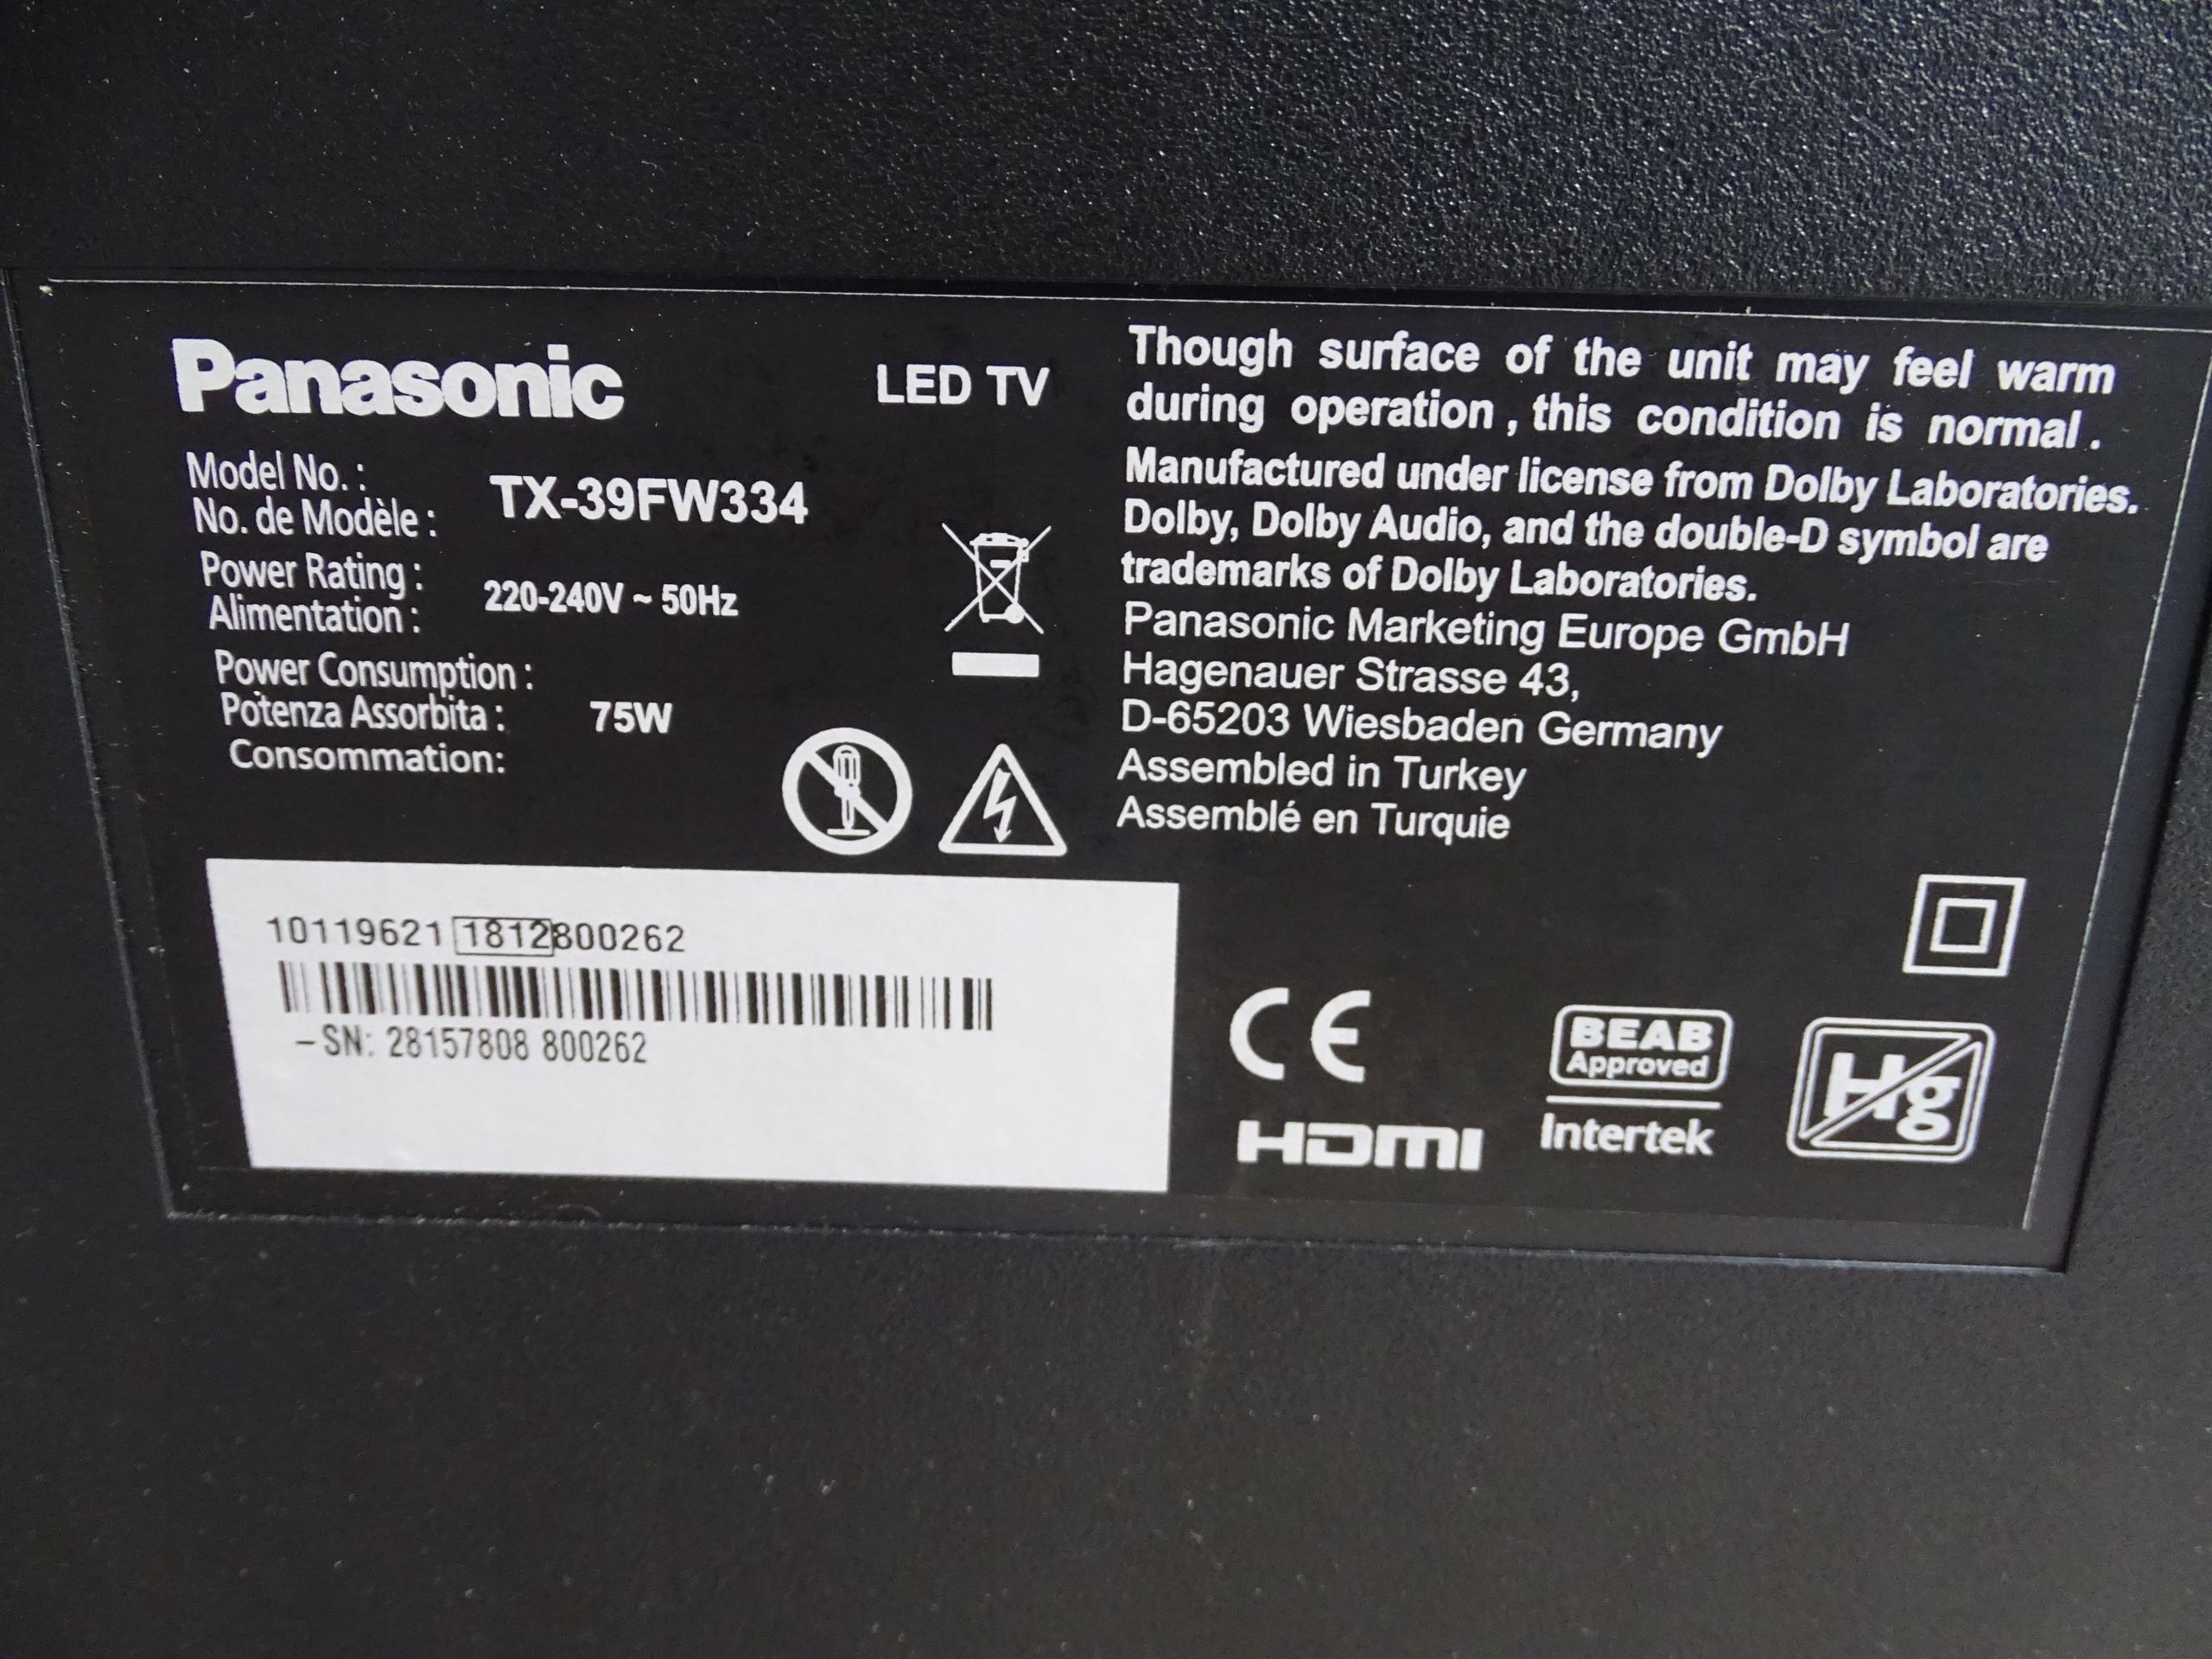 Panasonic
LED TV
Model No. :
No. de Modèle :
TX-39FW334
Power Rating :
Alimentation :
220-240V ~ 50Hz
Power Consumption :
Potenza Assorbita :
Consommation:
75W
Though surface of the unit may feel warm
during operation , this condition is normal .
Manufactured under license from Dolby Laboratories.
Dolby, Dolby Audio, and the double-D symbol are
trademarks of Dolby Laboratories.
Panasonic Marketing Europe GmbH
Hagenauer Strasse 43,
D-65203 Wiesbaden Germany
Assembled in Turkey
Assemblé en Turquie
10119621 1812800262
-SN: 28157808 800262
CE
HDMI
BEAB
Approved
Intertek
Hg